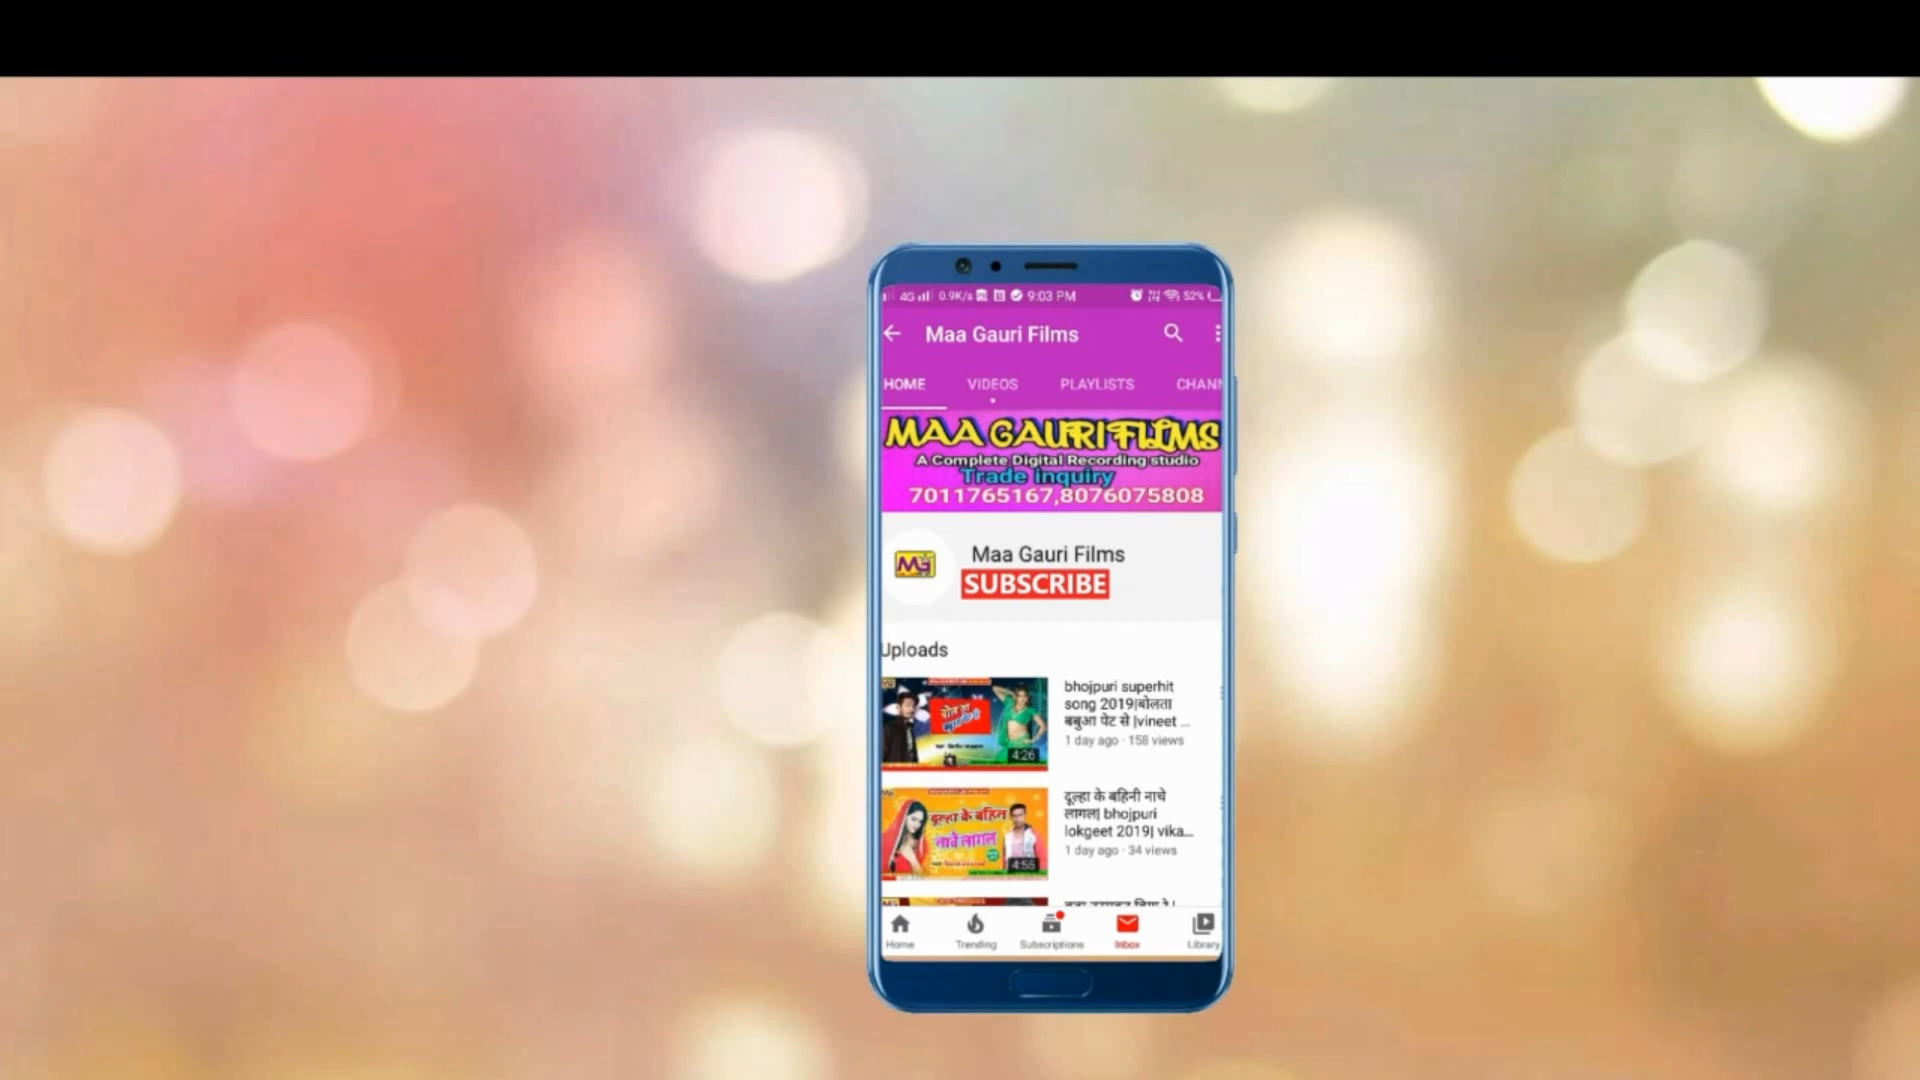 4G 0.9K/s 9:03 PM 52%
Maa Gauri Films
HOME VIDEOS PLAYLISTS CHANN
MAA GAURI FILMS
A Complete Digital Recording studio
Trade inquiry
7011765167,8076075808
Maa Gauri Films
SUBSCRIBE
Uploads
bhojpuri superhit
song 2019|बोलता
बबुआ पेट से |vineet ...
1 day ago · 158 views
4:26
दूल्हा के बहिनी नाचे
लागल| bhojpuri
lokgeet 2019| vika...
1 day ago · 34 views
दूल्हा के बहिन
नाचे लागल
4:55
Home Trending Subscriptions Inbox Library